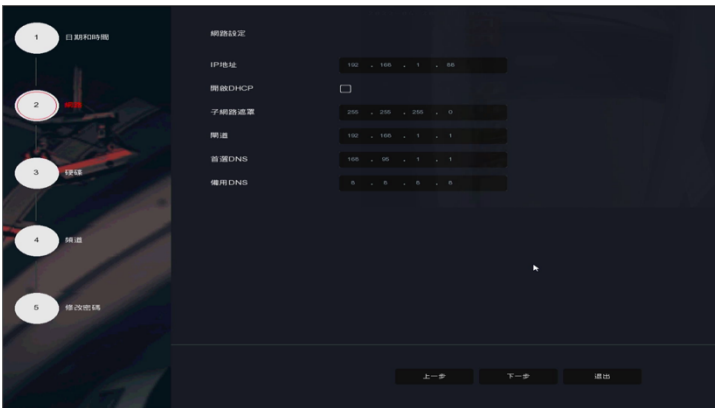 1 日期和時間
2 網路
3 硬碟
4 頻道
5 修改密碼
網路設定
IP地址 192 . 168 . 1 . 88
開啟DHCP
子網路遮罩 255 . 255 . 255 . 0
閘道 192 . 168 . 1 . 1
首選DNS 168 . 95 . 1 . 1
備用DNS 8 . 8 . 8 . 8
上一步 下一步 退出